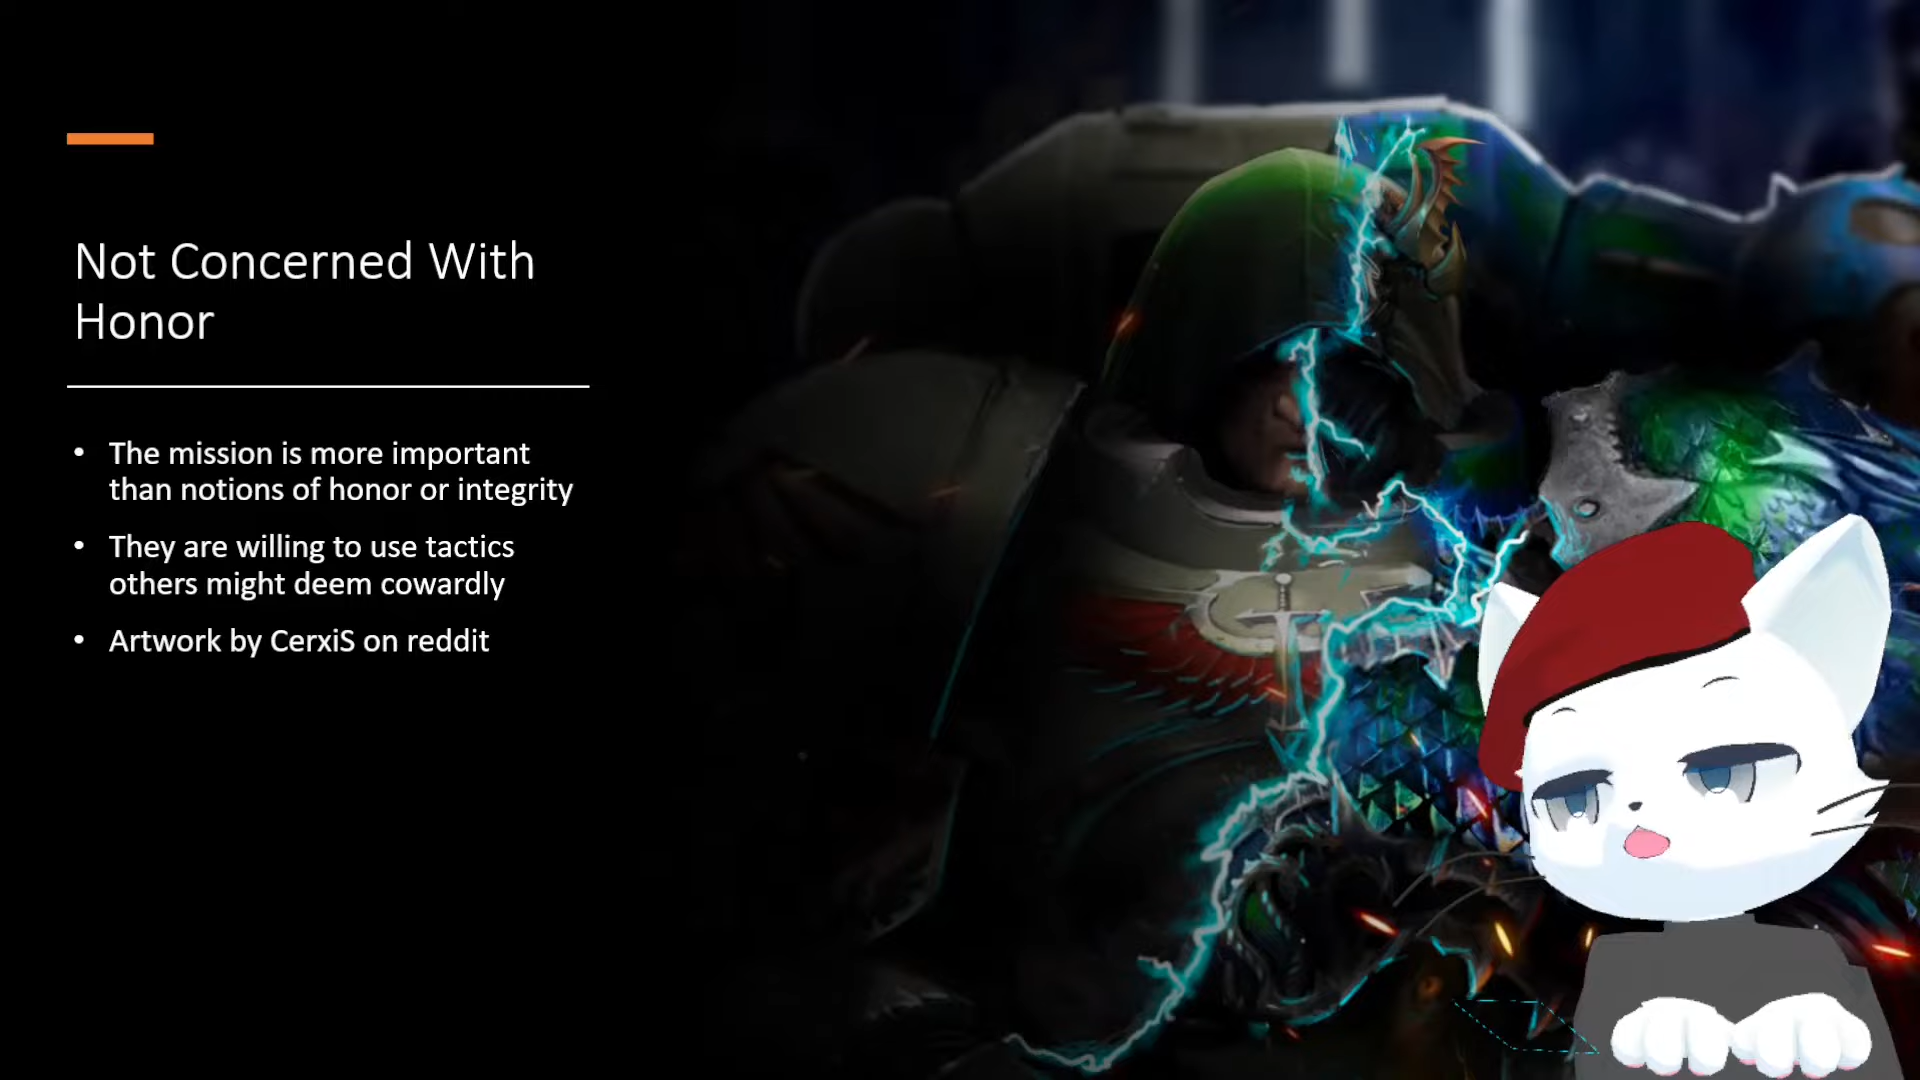 Not Concerned With
Honor
• The mission is more important
than notions of honor or integrity
• They are willing to use tactics
others might deem cowardly
• Artwork by CerxiS on reddit